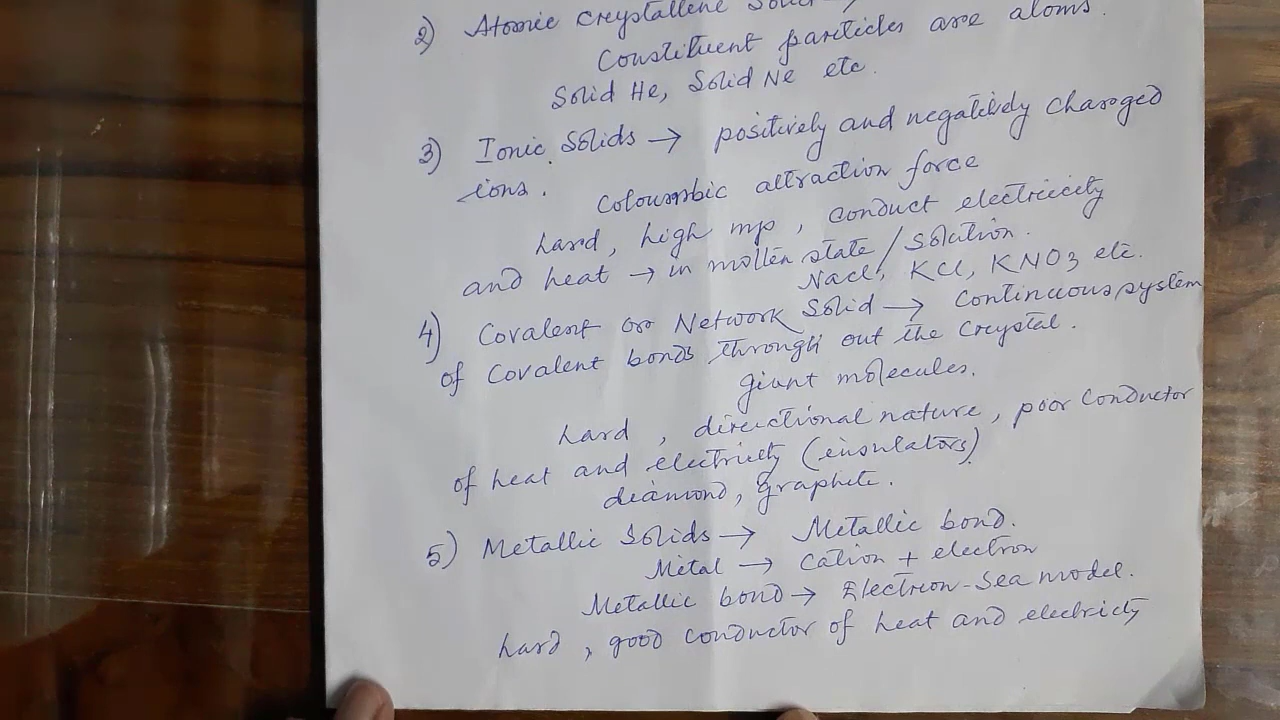 2) Atomic Crystallene Solid
Constituent particles are atoms.
Solid He, Solid Ne etc.
3) Ionic Solids → positively and negatively charged
ions.
Coloumbic attraction force
hard, high mp, conduct electricity
and heat → in molten state / solution.
NaCl, KCl, KNO3 etc.
4) Covalent or Network Solid → Continuous system
of Covalent bonds through out the Crystal.
giant molecules.
hard, directional nature, poor conductor
of heat and electricity (insulators)
diamond, graphite.
5) Metallic Solids → Metallic bond.
Metal → Cation + electron
Metallic bond → Electron-Sea model.
hard, good conductor of heat and electricity